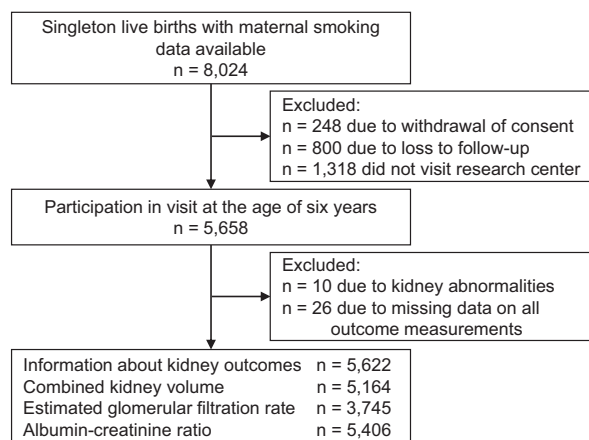 Singleton live births with maternal smoking
data available
n = 8,024
Excluded:
n = 248 due to withdrawal of consent
n = 800 due to loss to follow-up
n = 1,318 did not visit research center
Participation in visit at the age of six years
n = 5,658
Excluded:
n = 10 due to kidney abnormalities
n = 26 due to missing data on all
outcome measurements
Information about kidney outcomes n = 5,622
Combined kidney volume n = 5,164
Estimated glomerular filtration rate n = 3,745
Albumin-creatinine ratio n = 5,406